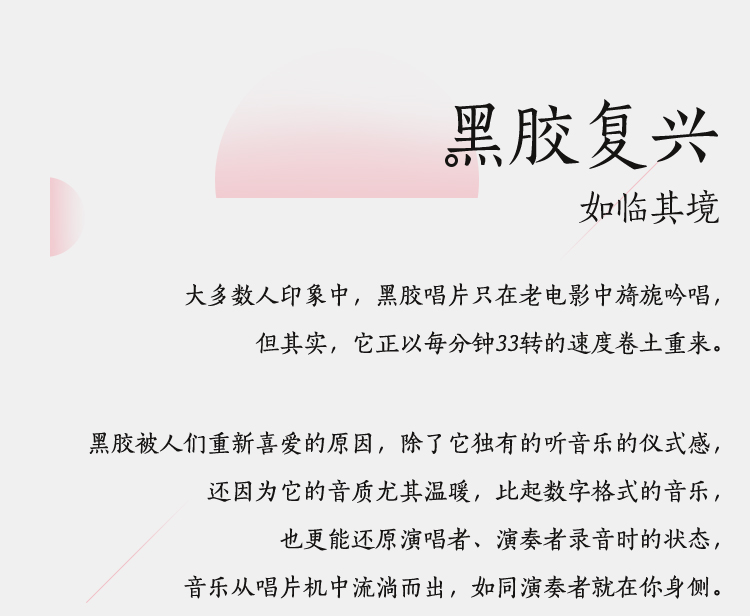 黑胶复兴
如临其境
大多数人印象中，黑胶唱片只在老电影中旖旎吟唱，
但其实，它正以每分钟33转的速度卷土重来。
黑胶被人们重新喜爱的原因，除了它独有的听音乐的仪式感，
还因为它的音质尤其温暖，比起数字格式的音乐，
也更能还原演唱者、演奏者录音时的状态，
音乐从唱片机中流淌而出，如同演奏者就在你身侧。